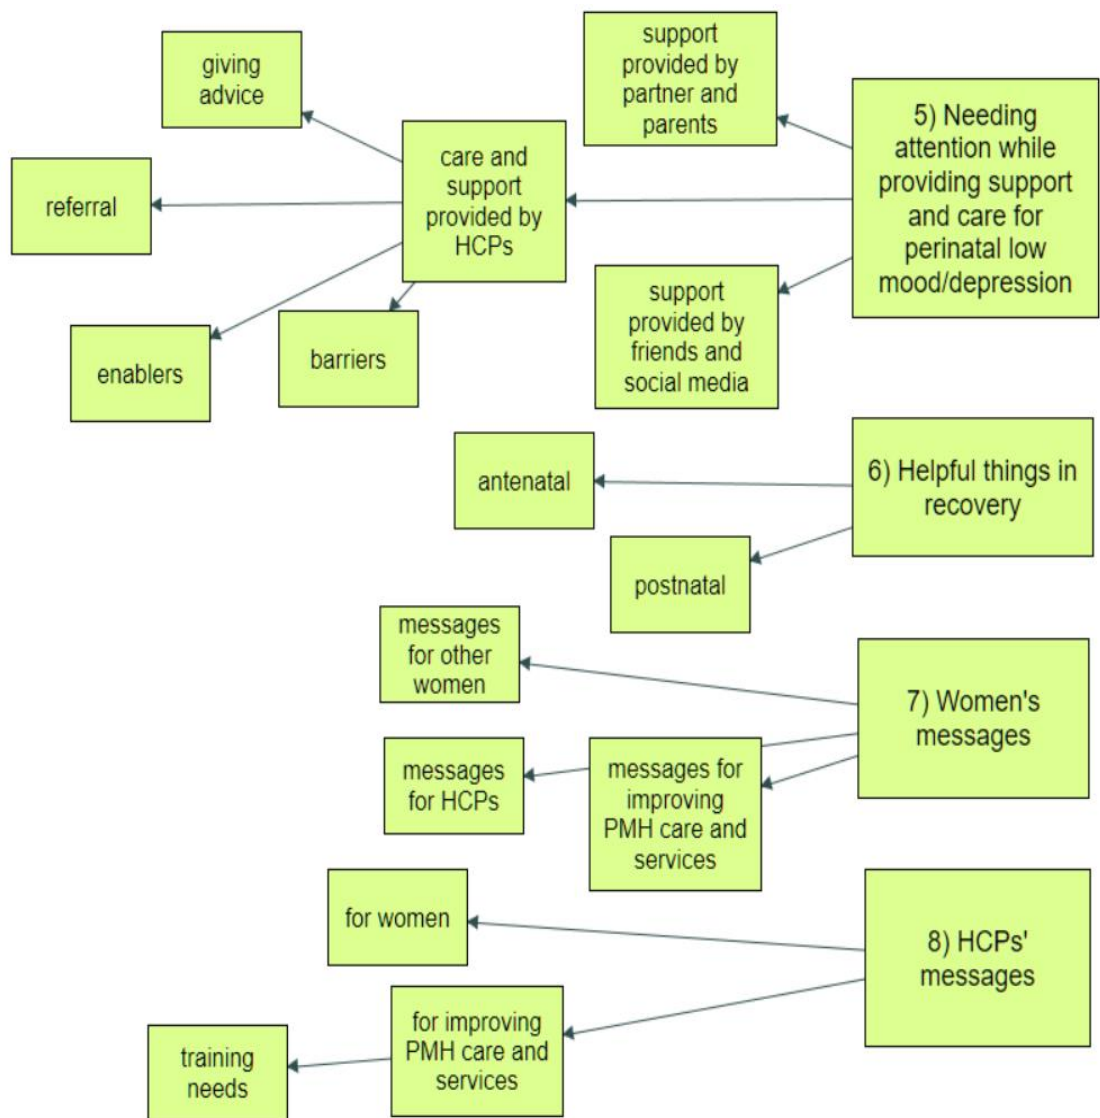 giving
advice
support
provided by
partner and
parents
5) Needing
attention while
providing support
and care for
perinatal low
mood/depression
care and
support
provided by
HCPs
referral
enablers
barriers
support
provided by
friends and
social media
antenatal
6) Helpful things in
recovery
postnatal
messages
for other
women
7) Women's
messages
messages
for HCPs
messages for
improving
PMH care and
services
for women
8) HCPs'
messages
for improving
PMH care and
services
training
needs